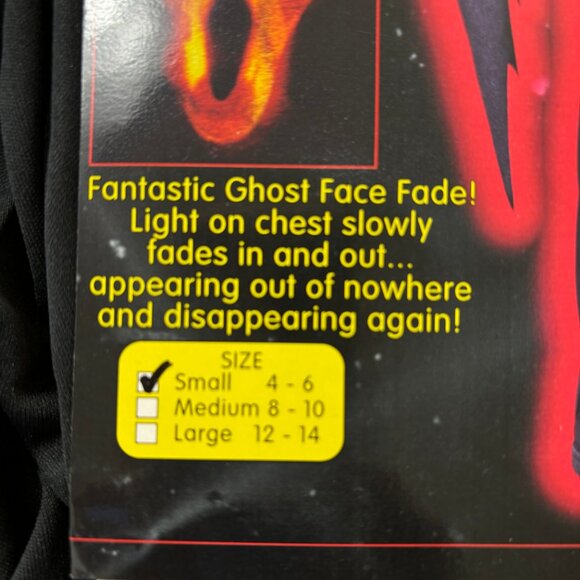 Fantastic Ghost Face Fade!
Light on chest slowly
fades in and out...
appearing out of nowhere
and disappearing again!
SIZE
Small 4 - 6
Medium 8 - 10
Large 12 - 14